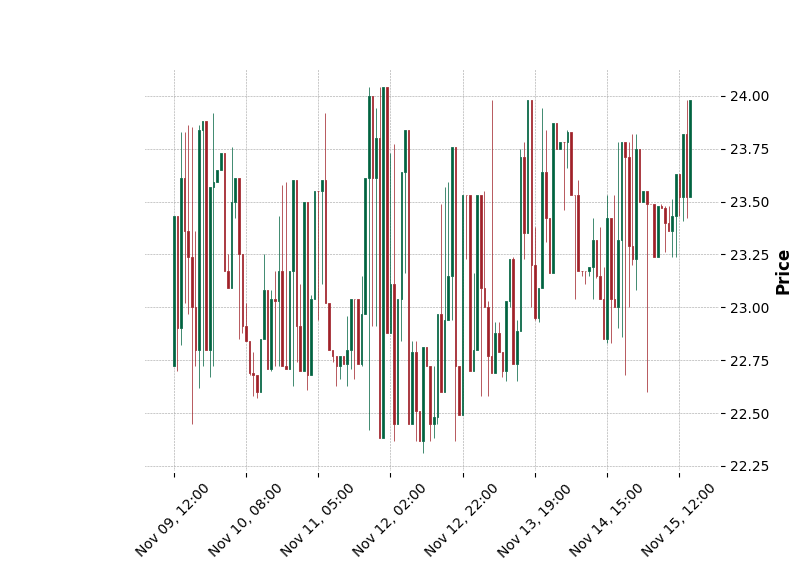 24.00
23.75
23.50
23.25
23.00
22.75
22.50
22.25
Price
Nov 09, 12:00
Nov 10, 08:00
Nov 11, 05:00
Nov 12, 02:00
Nov 12, 22:00
Nov 13, 19:00
Nov 14, 15:00
Nov 15, 12:00